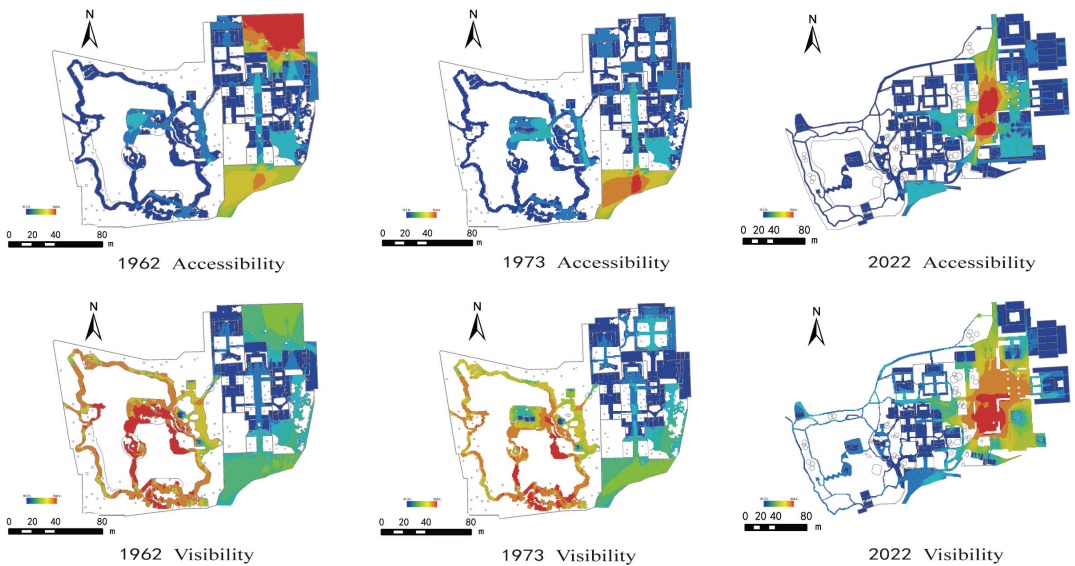 N
N
N
0 20 40 80 m
0 20 40 80 m
0 20 40 80 m
1962 Accessibility
1973 Accessibility
2022 Accessibility
N
N
N
0 20 40 80 m
0 20 40 80 m
0 20 40 60 m
1962 Visibility
1973 Visibility
2022 Visibility